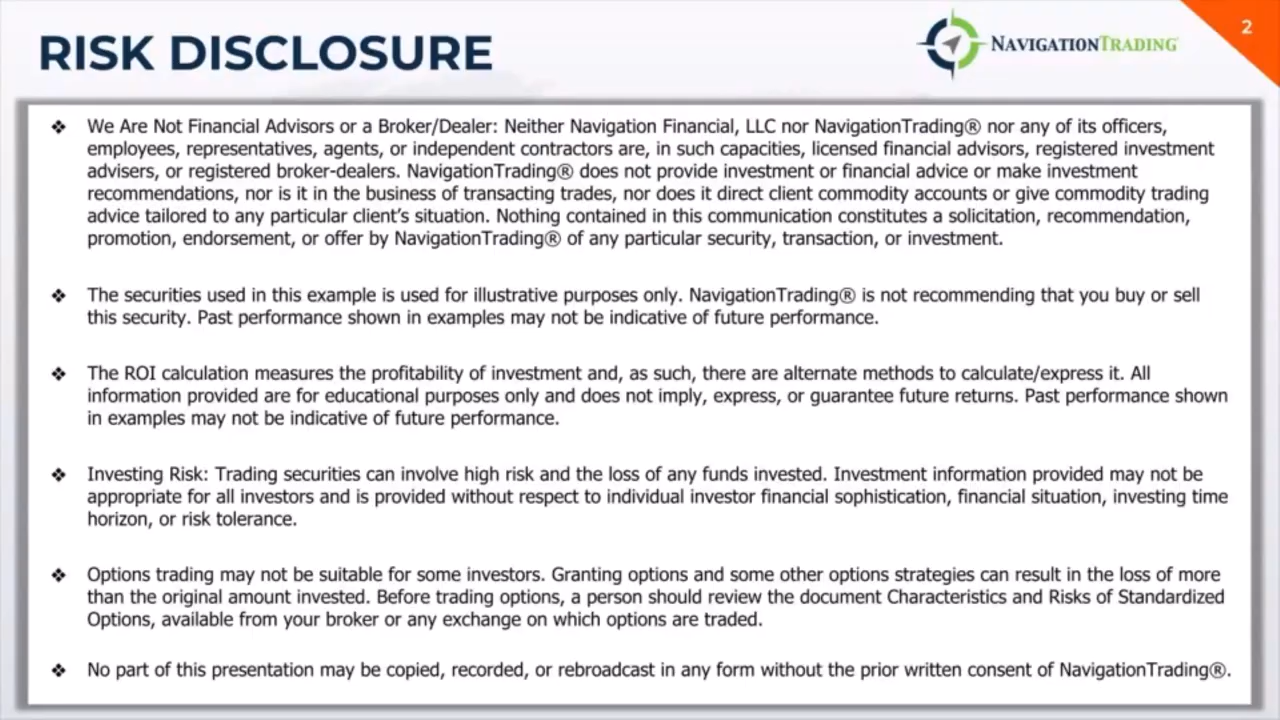 RISK DISCLOSURE
NAVIGATIONTRADING®
2
❖ We Are Not Financial Advisors or a Broker/Dealer: Neither Navigation Financial, LLC nor NavigationTrading® nor any of its officers,
employees, representatives, agents, or independent contractors are, in such capacities, licensed financial advisors, registered investment
advisers, or registered broker-dealers. NavigationTrading® does not provide investment or financial advice or make investment
recommendations, nor is it in the business of transacting trades, nor does it direct client commodity accounts or give commodity trading
advice tailored to any particular client's situation. Nothing contained in this communication constitutes a solicitation, recommendation,
promotion, endorsement, or offer by NavigationTrading® of any particular security, transaction, or investment.
❖ The securities used in this example is used for illustrative purposes only. NavigationTrading® is not recommending that you buy or sell
this security. Past performance shown in examples may not be indicative of future performance.
❖ The ROI calculation measures the profitability of investment and, as such, there are alternate methods to calculate/express it. All
information provided are for educational purposes only and does not imply, express, or guarantee future returns. Past performance shown
in examples may not be indicative of future performance.
❖ Investing Risk: Trading securities can involve high risk and the loss of any funds invested. Investment information provided may not be
appropriate for all investors and is provided without respect to individual investor financial sophistication, financial situation, investing time
horizon, or risk tolerance.
❖ Options trading may not be suitable for some investors. Granting options and some other options strategies can result in the loss of more
than the original amount invested. Before trading options, a person should review the document Characteristics and Risks of Standardized
Options, available from your broker or any exchange on which options are traded.
❖ No part of this presentation may be copied, recorded, or rebroadcast in any form without the prior written consent of NavigationTrading®.